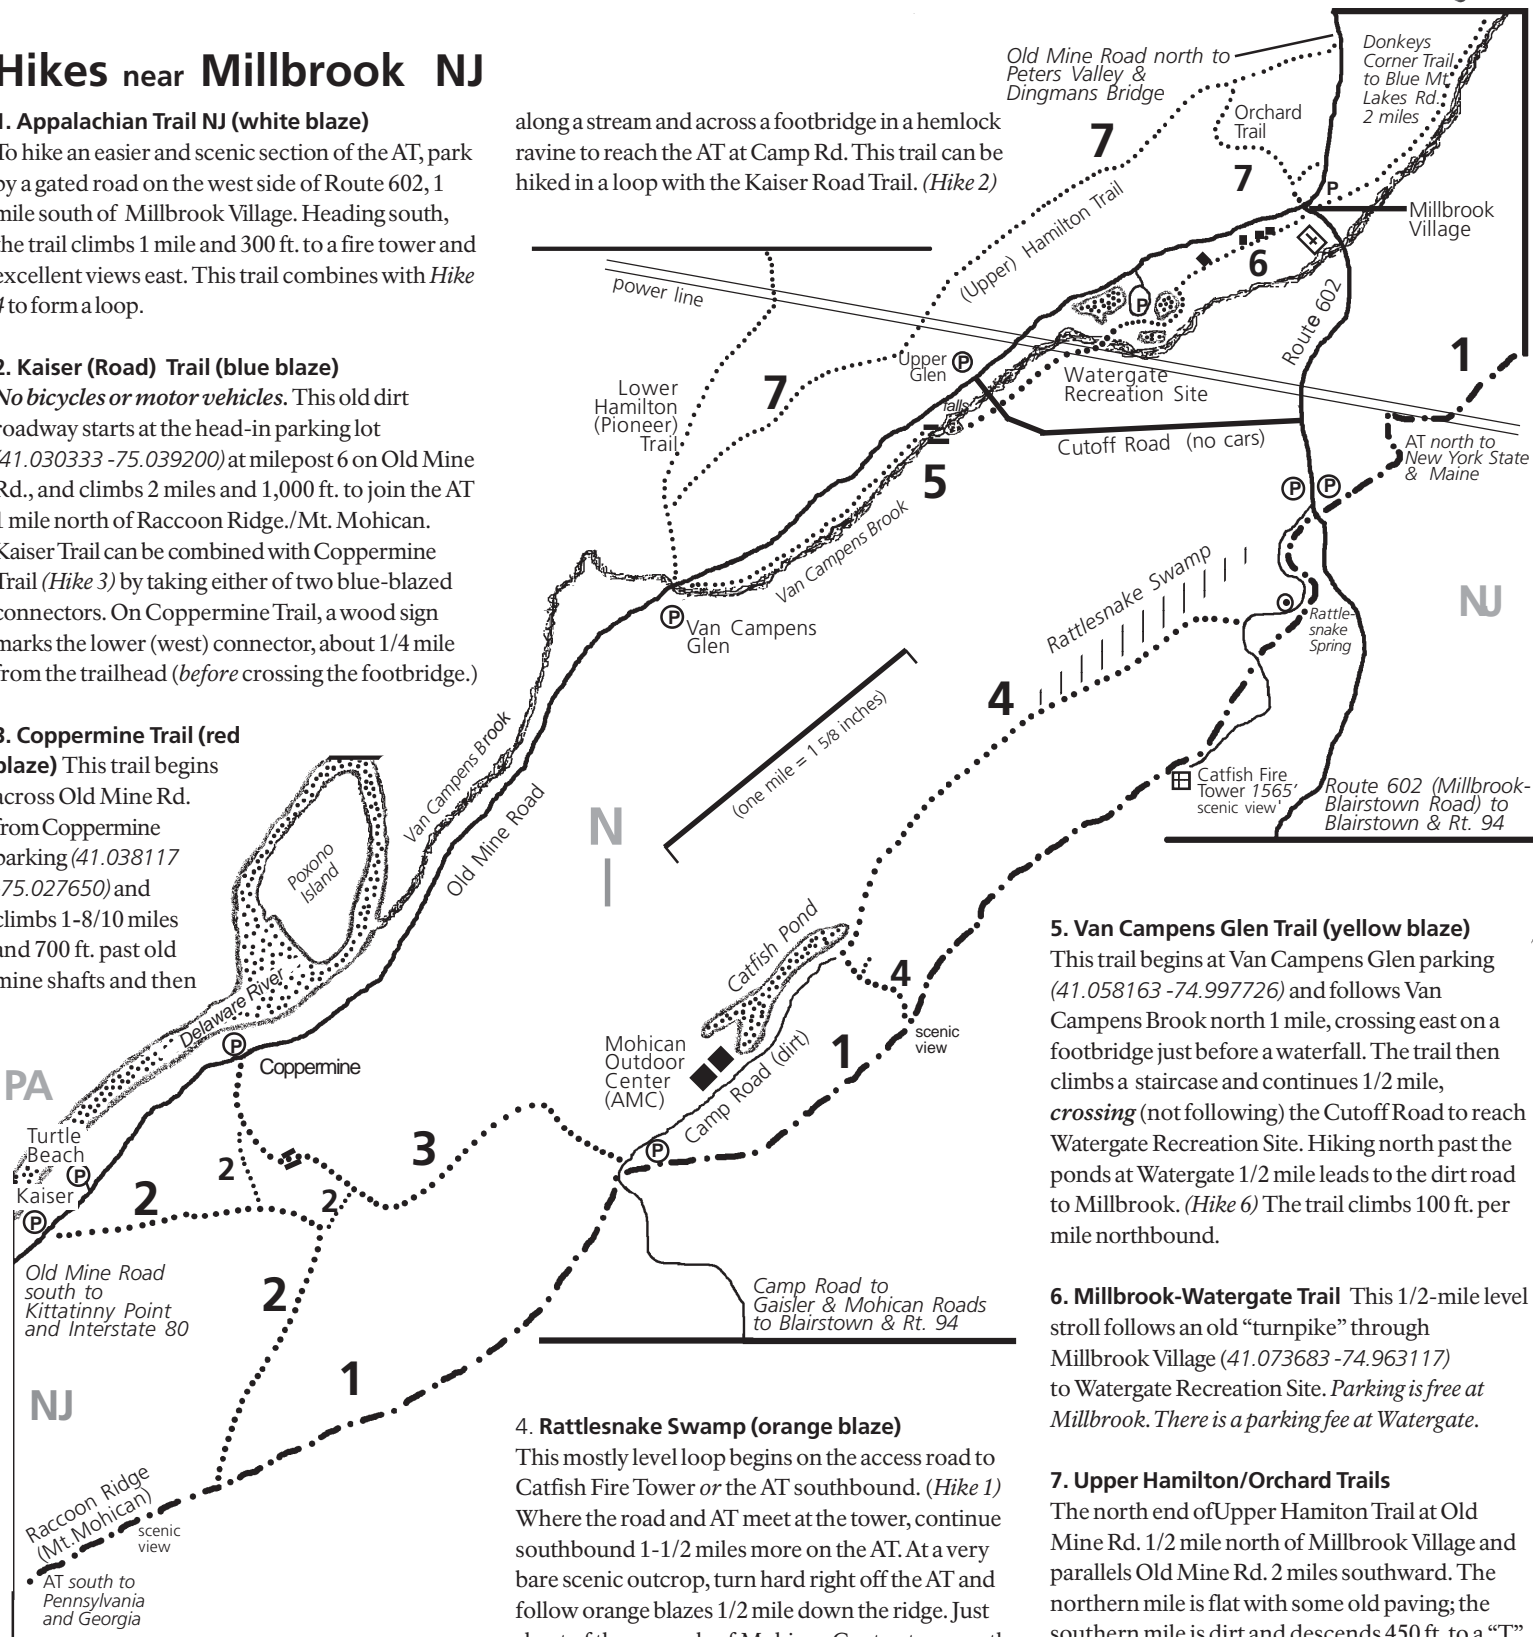 Hikes near Millbrook NJ
1. Appalachian Trail NJ (white blaze)
To hike an easier and scenic section of the AT, park
by a gated road on the west side of Route 602, 1
mile south of Millbrook Village. Heading south,
the trail climbs 1 mile and 300 ft. to a fire tower and
excellent views east. This trail combines with Hike
4 to form a loop.
2. Kaiser (Road) Trail (blue blaze)
No bicycles or motor vehicles. This old dirt
roadway starts at the head-in parking lot
(41.030333 -75.039200) at milepost 6 on Old Mine
Rd., and climbs 2 miles and 1,000 ft. to join the AT
1 mile north of Raccoon Ridge./Mt. Mohican.
Kaiser Trail can be combined with Coppermine
Trail (Hike 3) by taking either of two blue-blazed
connectors. On Coppermine Trail, a wood sign
marks the lower (west) connector, about 1/4 mile
from the trailhead (before crossing the footbridge.)
3. Coppermine Trail (red
blaze) This trail begins
across Old Mine Rd.
from Coppermine
parking (41.038117
-75.027650) and
climbs 1-8/10 miles
and 700 ft. past old
mine shafts and then
along a stream and across a footbridge in a hemlock
ravine to reach the AT at Camp Rd. This trail can be
hiked in a loop with the Kaiser Road Trail. (Hike 2)
Old Mine Road north to
Peters Valley &
Dingmans Bridge
Donkeys
Corner Trail
to Blue Mt.
Lakes Rd.
2 miles
7
Orchard
Trail
7
P
Millbrook
Village
(Upper) Hamilton Trail
6
P
power line
Route 602
1
Upper
Glen
P
Watergate
Recreation Site
Lower
Hamilton
(Pioneer)
Trail
7
falls
Cutoff Road (no cars)
AT north to
New York State
& Maine
5
P
P
Van Campens Brook
Rattlesnake Swamp
NJ
P
Van Campens
Glen
Rattle-
snake
Spring
4
(one mile = 1 5/8 inches)
Van Campens Brook
Old Mine Road
N
Catfish Fire
Tower 1565'
scenic view'
Route 602 (Millbrook-
Blairstown Road) to
Blairstown & Rt. 94
Poxono
Island
Catfish Pond
4
scenic
view
Delaware River
P
Coppermine
Mohican
Outdoor
Center
(AMC)
1
Camp Road (dirt)
P
PA
Turtle
Beach
P
Kaiser
P
2
2
2
3
Old Mine Road
south to
Kittatinny Point
and Interstate 80
2
Camp Road to
Gaisler & Mohican Roads
to Blairstown & Rt. 94
1
NJ
Raccoon Ridge
(Mt.Mohican)
scenic
view
AT south to
Pennsylvania
and Georgia
4. Rattlesnake Swamp (orange blaze)
This mostly level loop begins on the access road to
Catfish Fire Tower or the AT southbound. (Hike 1)
Where the road and AT meet at the tower, continue
southbound 1-1/2 miles more on the AT. At a very
bare scenic outcrop, turn hard right off the AT and
follow orange blazes 1/2 mile down the ridge. Just
5. Van Campens Glen Trail (yellow blaze)
This trail begins at Van Campens Glen parking
(41.058163 -74.997726) and follows Van
Campens Brook north 1 mile, crossing east on a
footbridge just before a waterfall. The trail then
climbs a staircase and continues 1/2 mile,
crossing (not following) the Cutoff Road to reach
Watergate Recreation Site. Hiking north past the
ponds at Watergate 1/2 mile leads to the dirt road
to Millbrook. (Hike 6) The trail climbs 100 ft. per
mile northbound.
6. Millbrook-Watergate Trail This 1/2-mile level
stroll follows an old “turnpike” through
Millbrook Village (41.073683 -74.963117)
to Watergate Recreation Site. Parking is free at
Millbrook. There is a parking fee at Watergate.
7. Upper Hamilton/Orchard Trails
The north end ofUpper Hamiton Trail at Old
Mine Rd. 1/2 mile north of Millbrook Village and
parallels Old Mine Rd. 2 miles southward. The
northern mile is flat with some old paving; the
southern mile is dirt and descends 450 ft. to a “T”